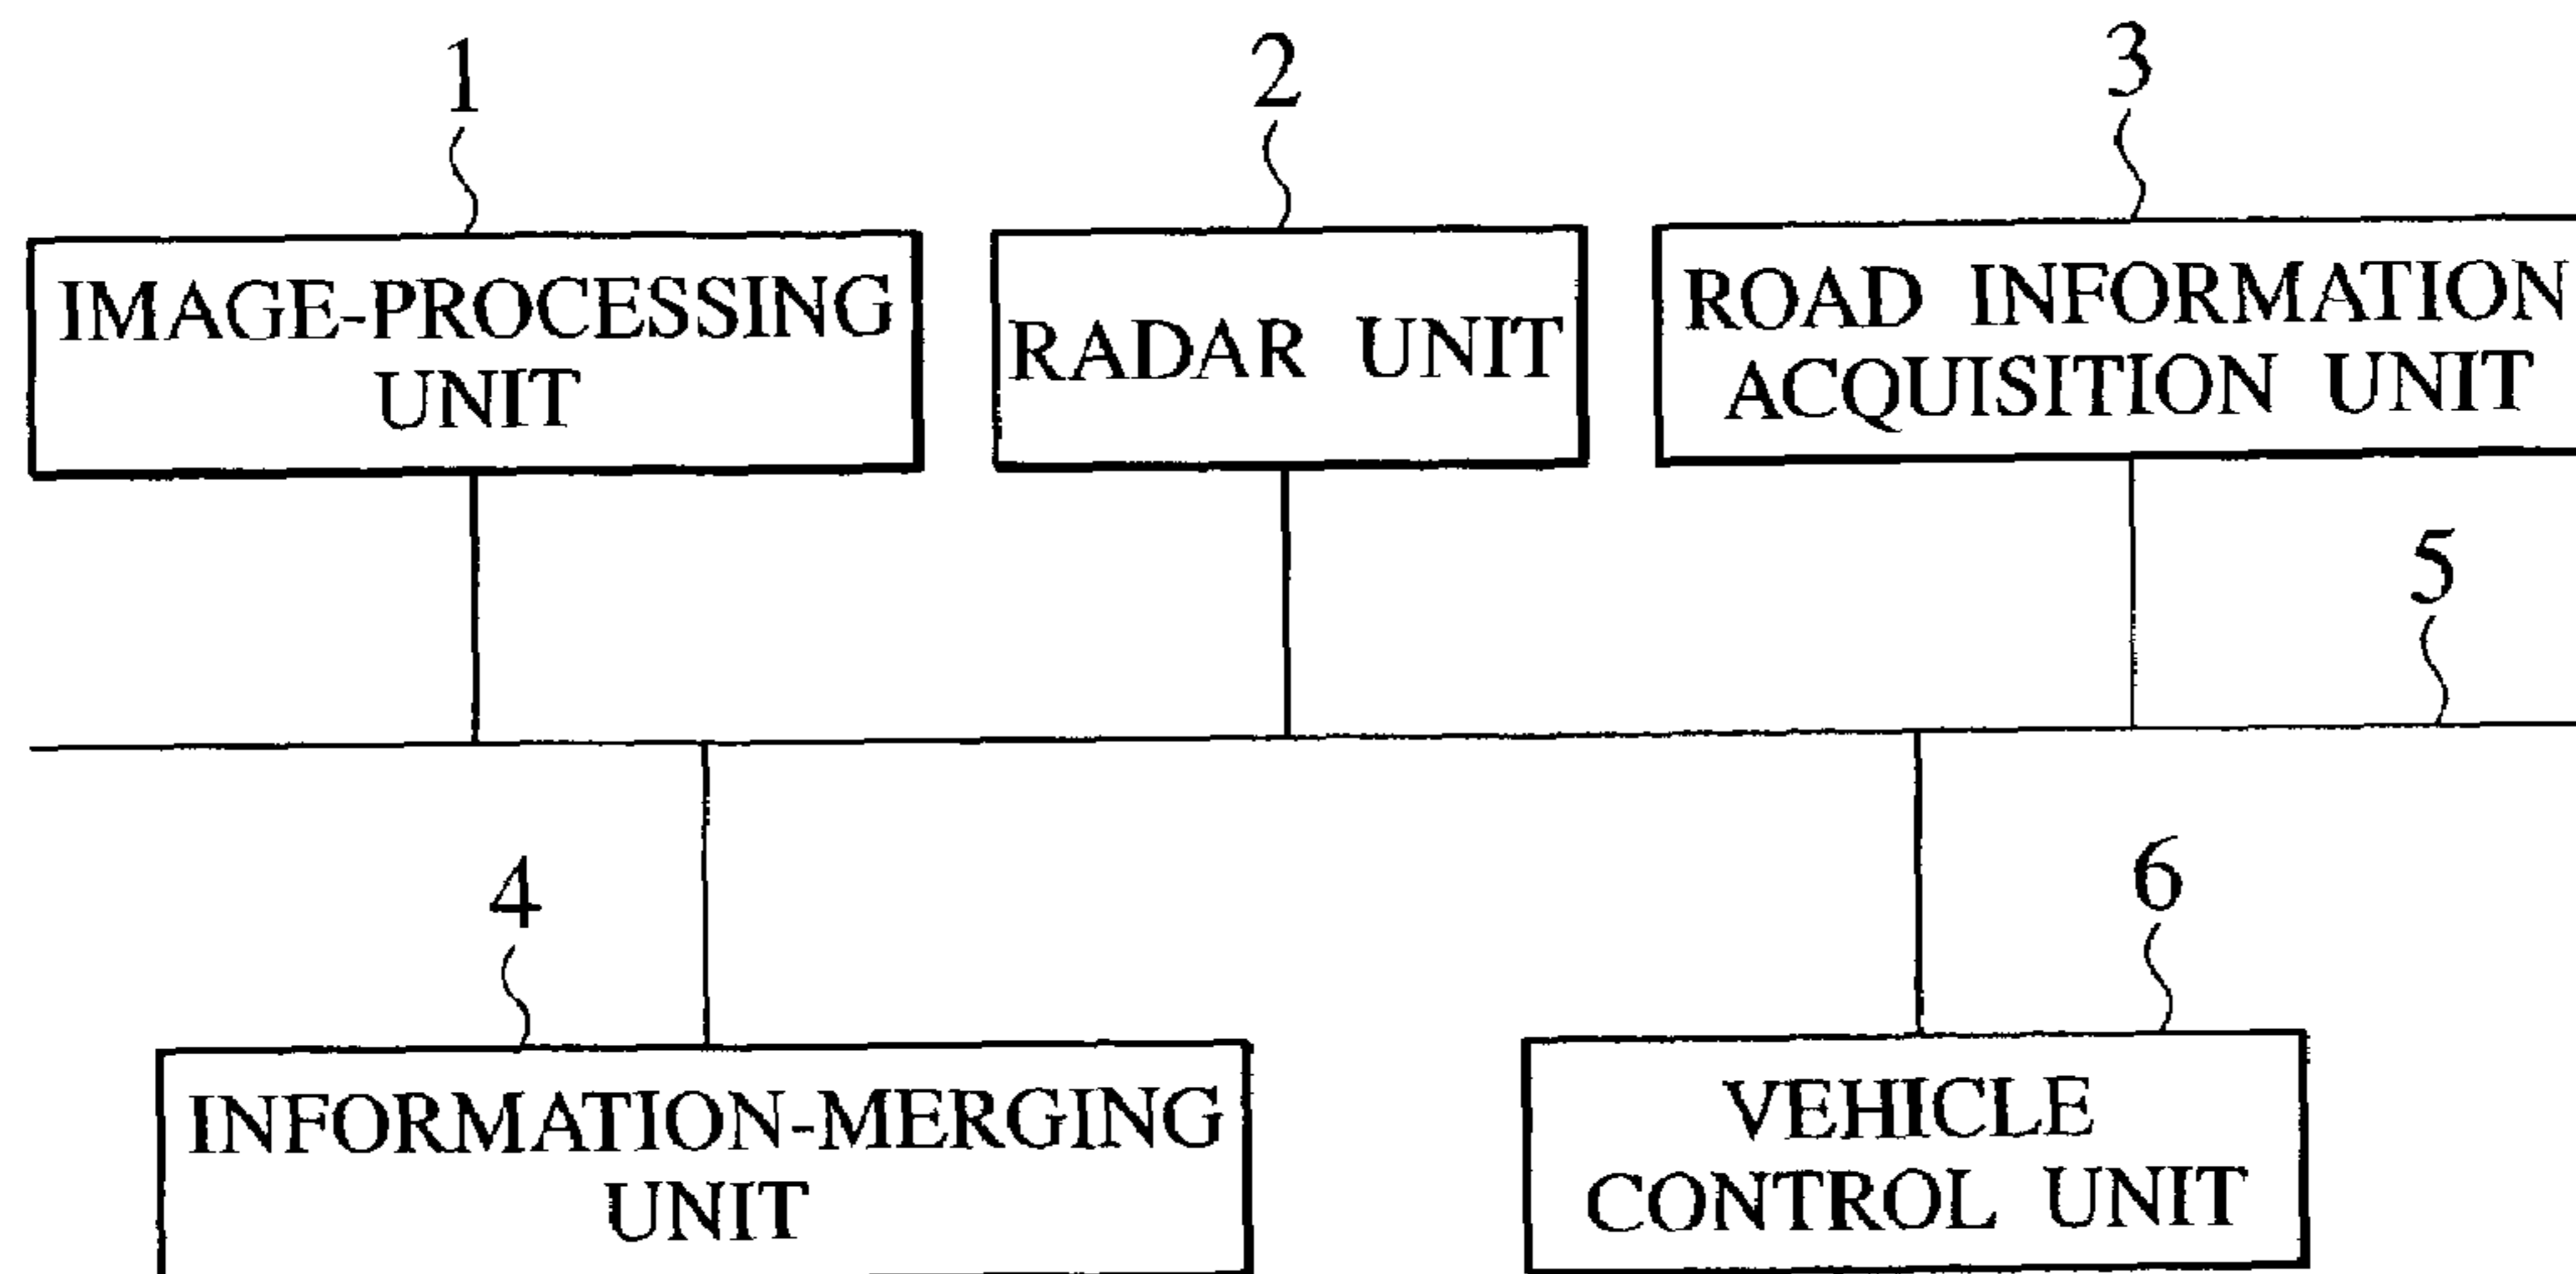 1
2
3
IMAGE-PROCESSING
UNIT
RADAR UNIT
ROAD INFORMATION
ACQUISITION UNIT
5
4
6
INFORMATION-MERGING
UNIT
VEHICLE
CONTROL UNIT